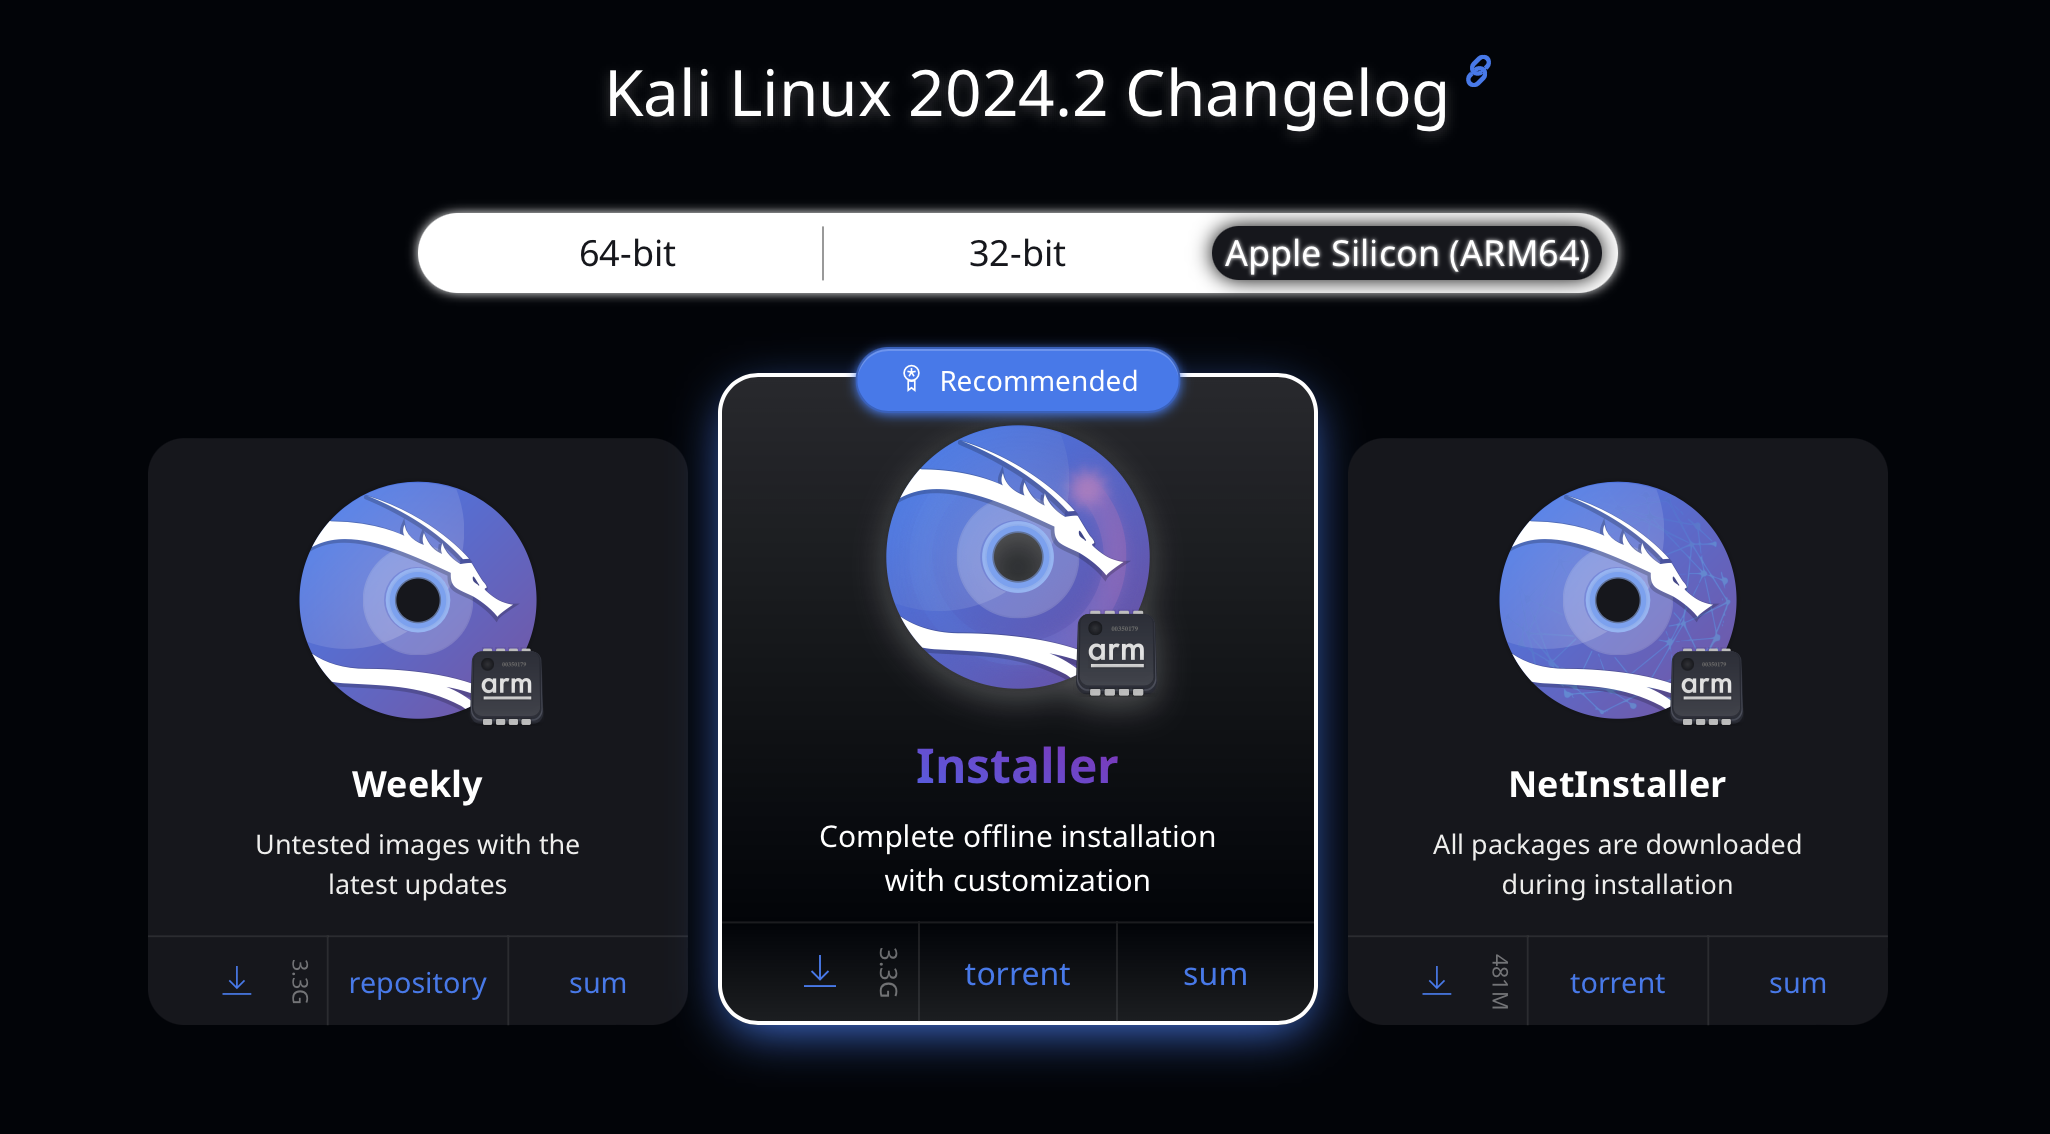 Kali Linux 2024.2 Changelog
64-bit
32-bit
Apple Silicon (ARM64)
Recommended
arm
Weekly
Untested images with the
latest updates
3.3G
repository
sum
arm
Installer
Complete offline installation
with customization
3.3G
torrent
sum
arm
NetInstaller
All packages are downloaded
during installation
481M
torrent
sum